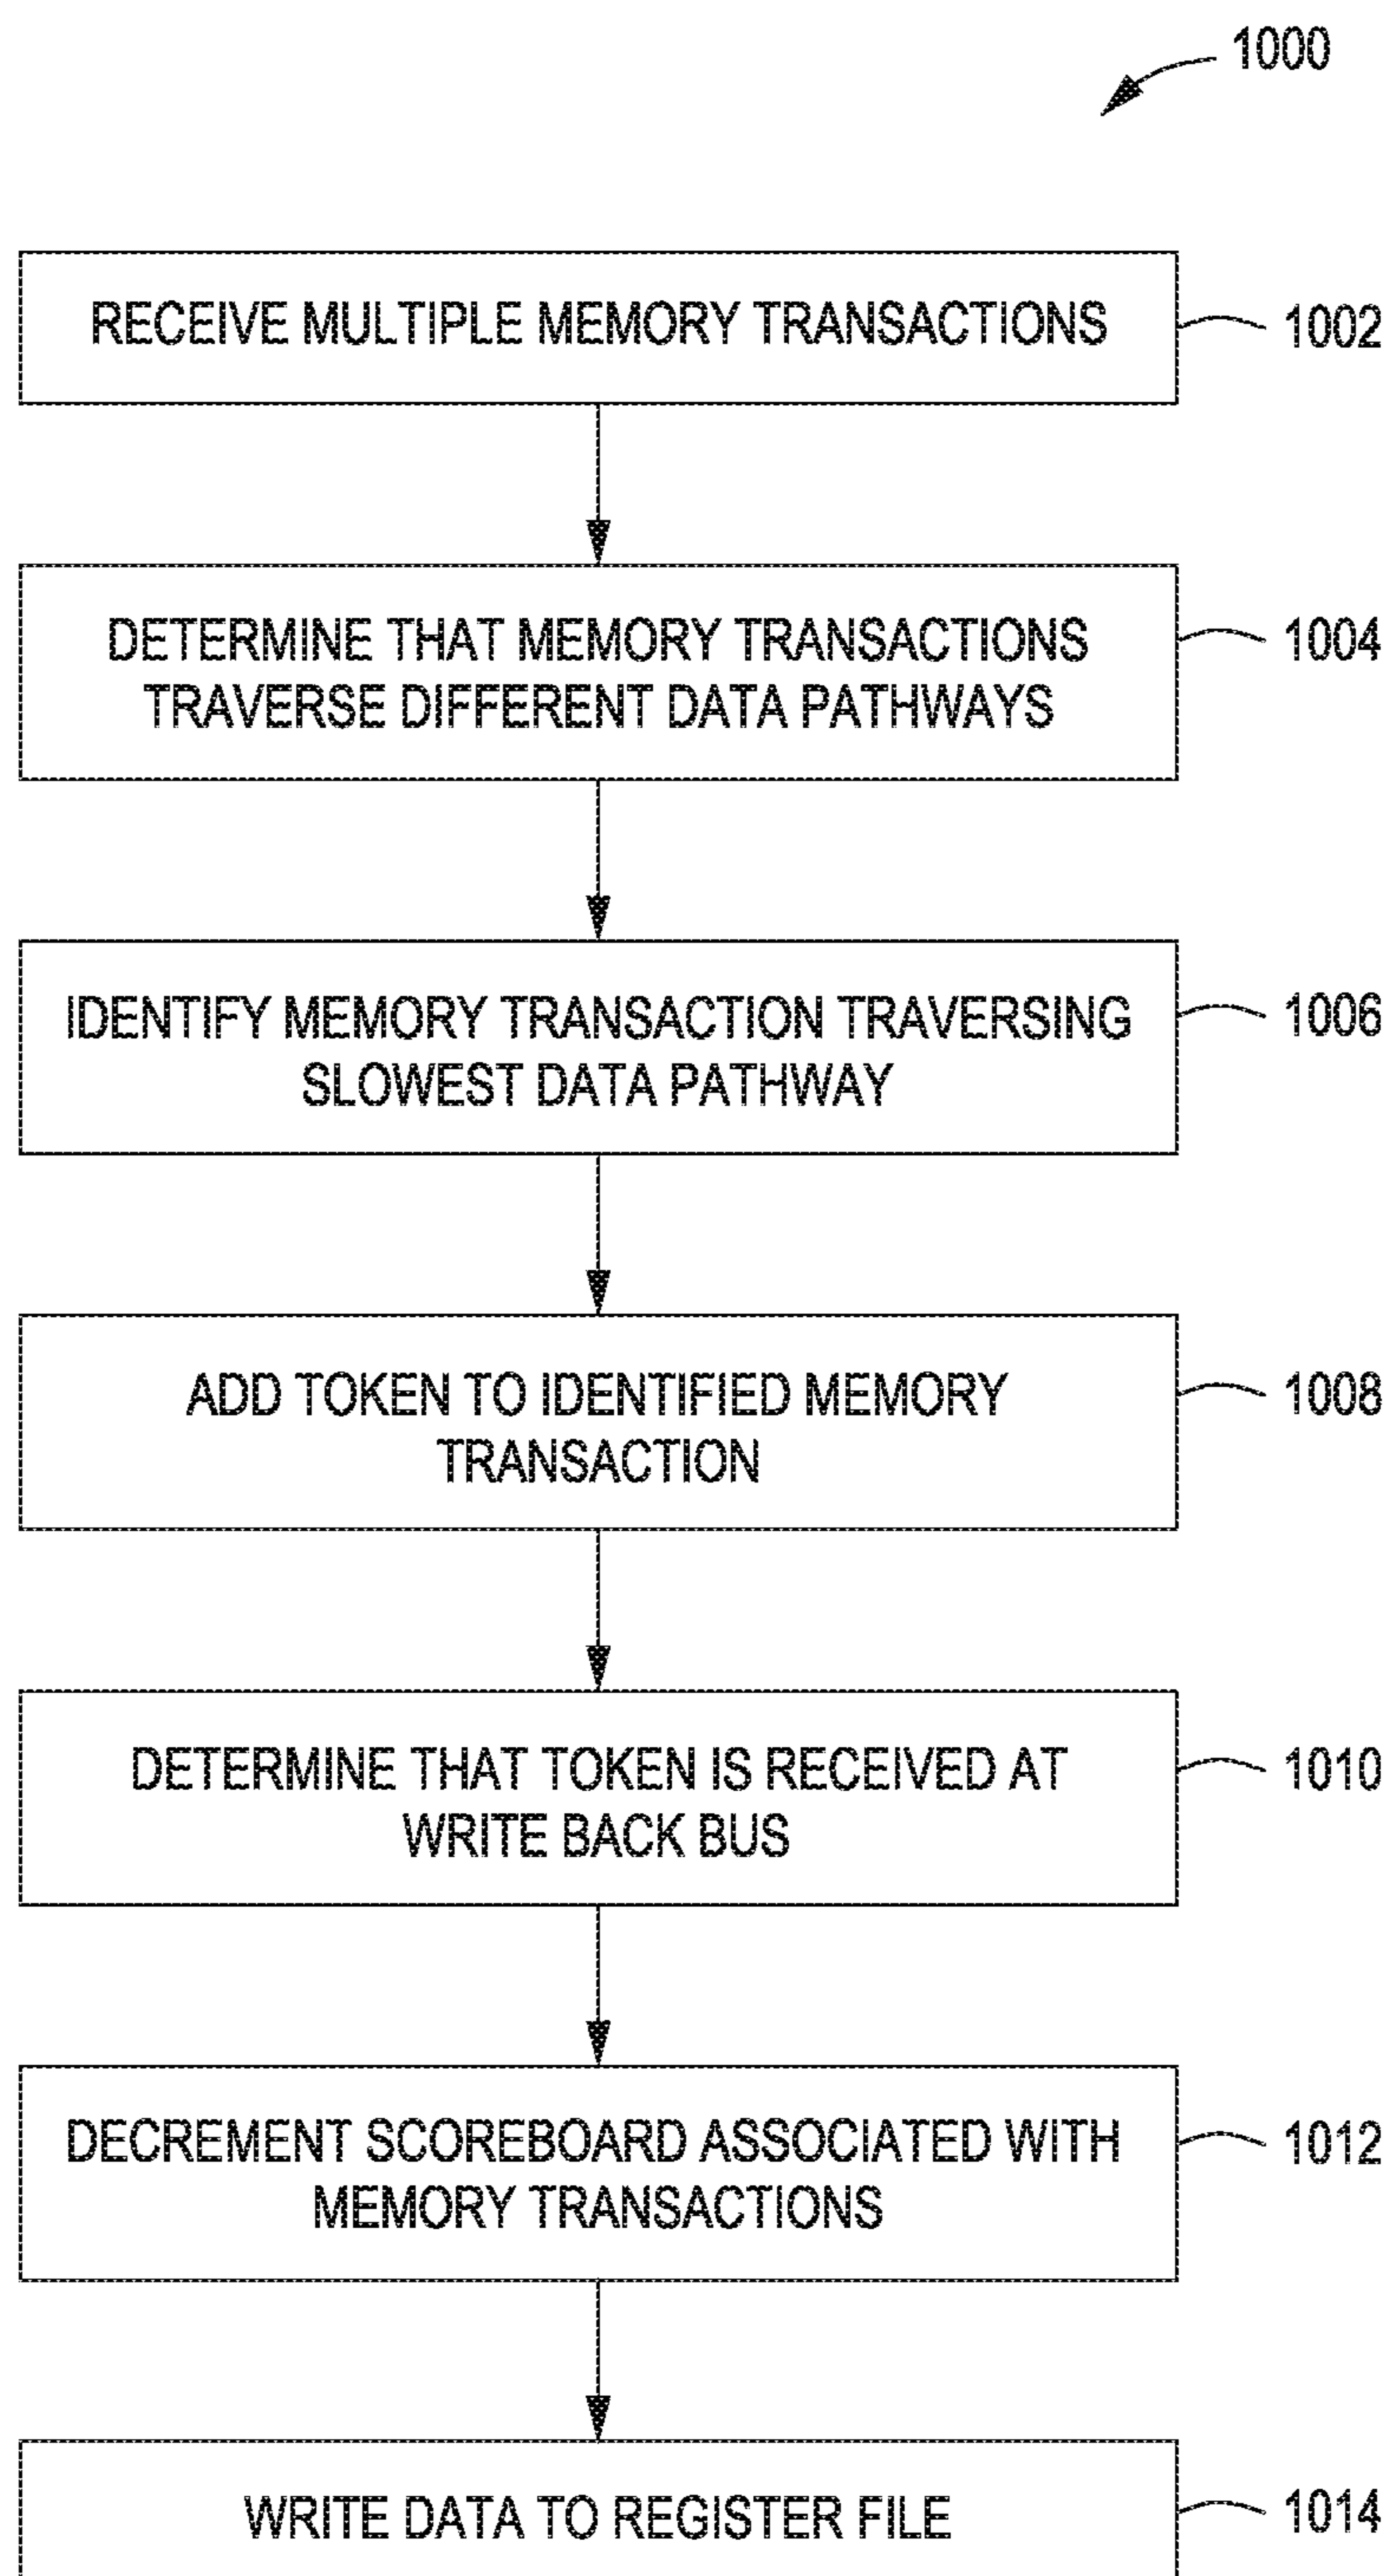 1000
RECEIVE MULTIPLE MEMORY TRANSACTIONS
1002
DETERMINE THAT MEMORY TRANSACTIONS
TRAVERSE DIFFERENT DATA PATHWAYS
1004
IDENTIFY MEMORY TRANSACTION TRAVERSING
SLOWEST DATA PATHWAY
1006
ADD TOKEN TO IDENTIFIED MEMORY
TRANSACTION
1008
DETERMINE THAT TOKEN IS RECEIVED AT
WRITE BACK BUS
1010
DECREMENT SCOREBOARD ASSOCIATED WITH
MEMORY TRANSACTIONS
1012
WRITE DATA TO REGISTER FILE
1014